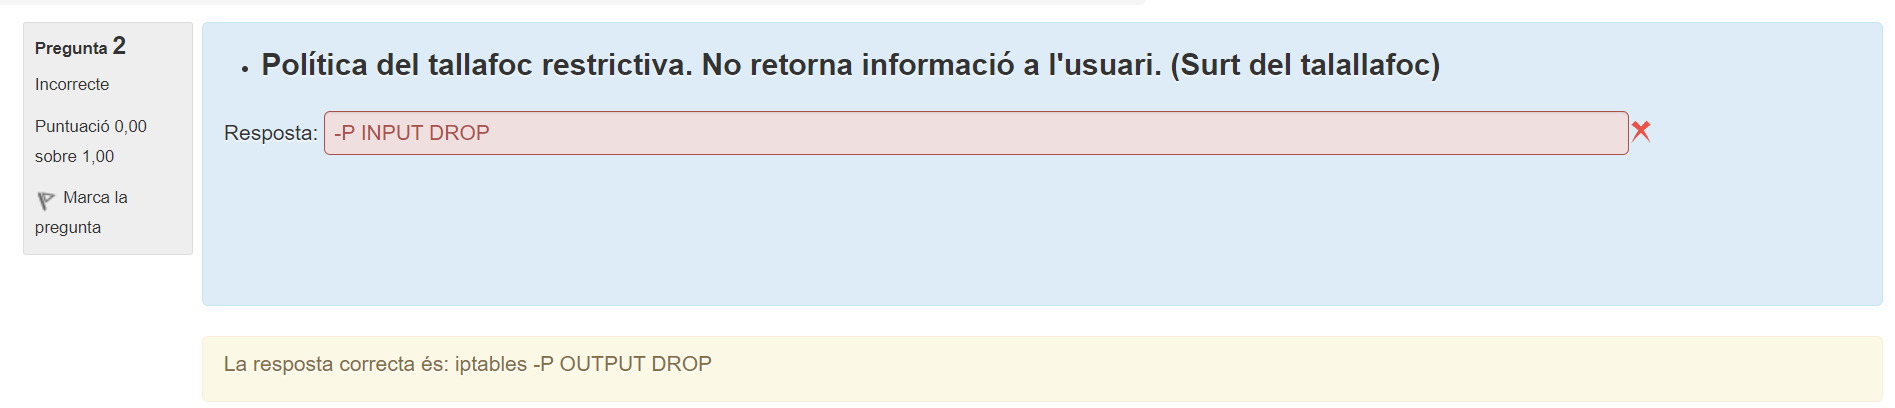 Pregunta 2
Incorrecte
Puntuació 0,00
sobre 1,00
Marca la
pregunta
Política del tallafoc restrictiva. No retorna informació a l'usuari. (Surt del talallafoc)
Resposta: -P INPUT DROP
La resposta correcta és: iptables -P OUTPUT DROP